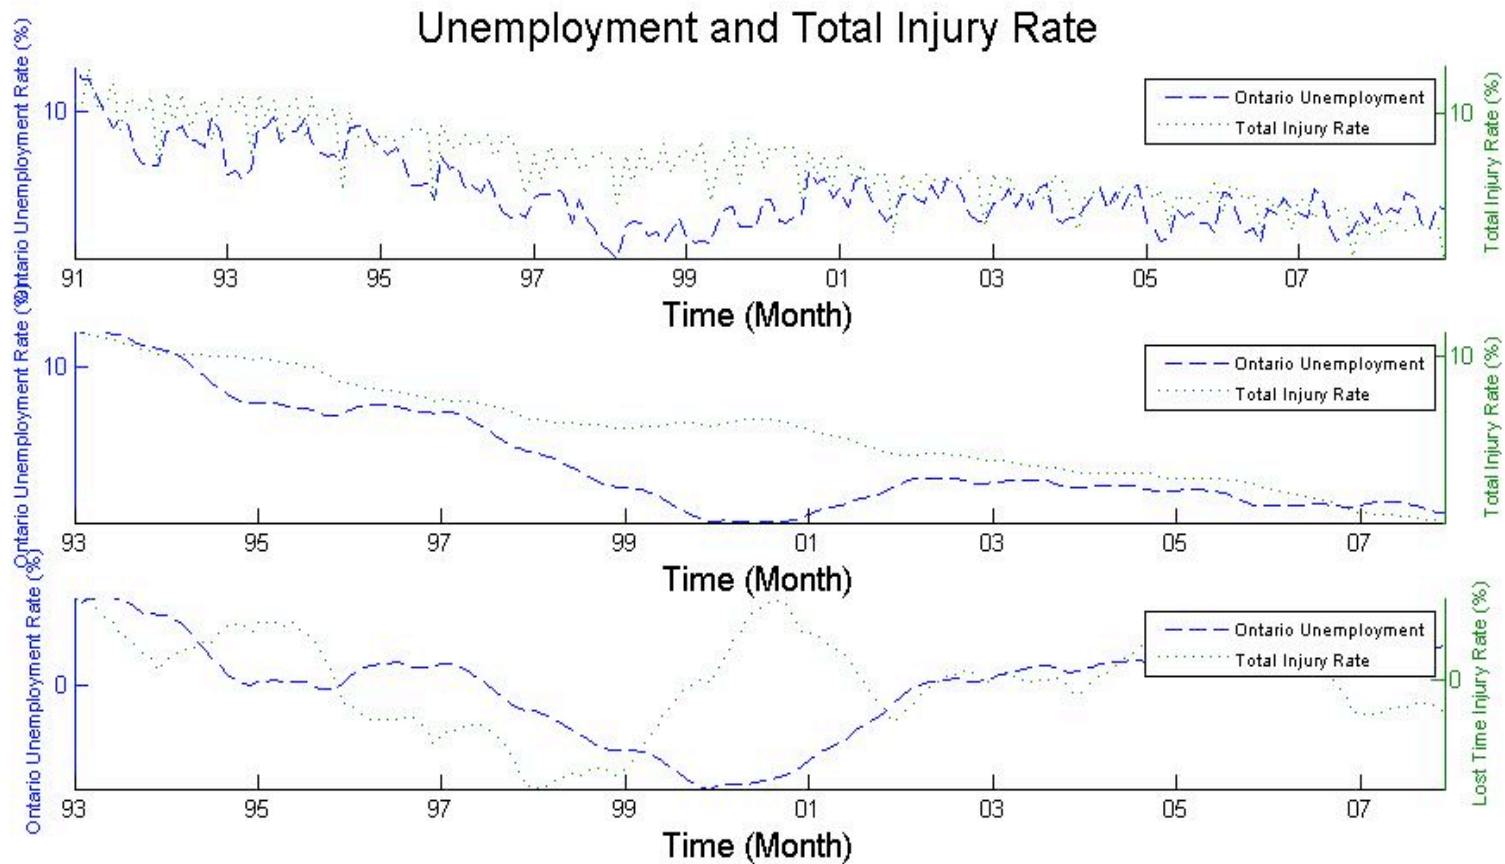 Unemployment and Total Injury Rate
Ontario Unemployment Rate (%)
10
Ontario Unemployment
Total Injury Rate
10
Total Injury Rate (%)
91 93 95 97 99 01 03 05 07
Time (Month)
Ontario Unemployment Rate (%)
10
Ontario Unemployment
Total Injury Rate
10
Total Injury Rate (%)
93 95 97 99 01 03 05 07
Time (Month)
Ontario Unemployment Rate (%)
0
Ontario Unemployment
Total Injury Rate
0
Lost Time Injury Rate (%)
93 95 97 99 01 03 05 07
Time (Month)